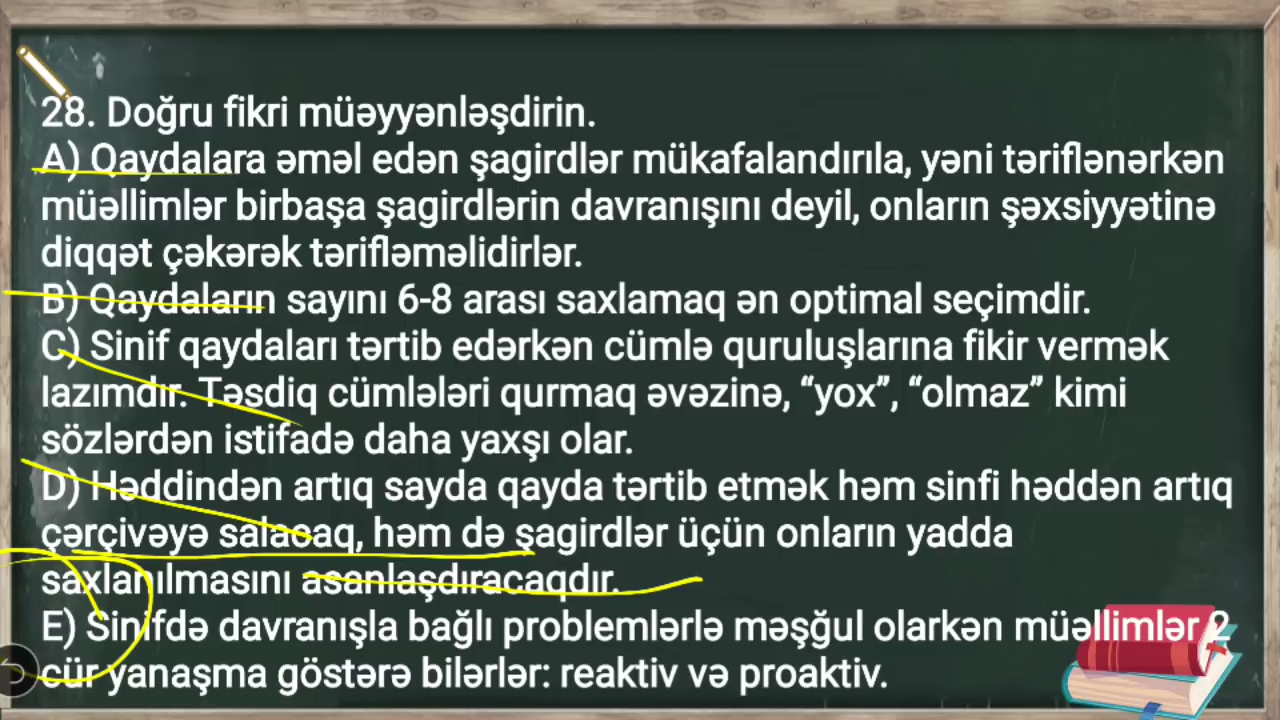 28. Doğru fikri müəyyənləşdirin.
A) Qaydalara əməl edən şagirdlər mükafalandırıla, yəni təriflənərkən
müəllimlər birbaşa şagirdlərin davranışını deyil, onların şəxsiyyətinə
diqqət çəkərək tərifləməlidirlər.
B) Qaydaların sayını 6-8 arası saxlamaq ən optimal seçimdir.
C) Sinif qaydaları tərtib edərkən cümlə quruluşlarına fikir vermək
lazımdır. Təsdiq cümlələri qurmaq əvəzinə, “yox”, “olmaz” kimi
sözlərdən istifadə daha yaxşı olar.
D) Həddindən artıq sayda qayda tərtib etmək həm sinfi həddən artıq
çərçivəyə salacaq, həm də şagirdlər üçün onların yadda
saxlanılmasını asanlaşdıracaqdır.
E) Sinifdə davranışla bağlı problemlərlə məşğul olarkən müəllimlər 2
cür yanaşma göstərə bilərlər: reaktiv və proaktiv.